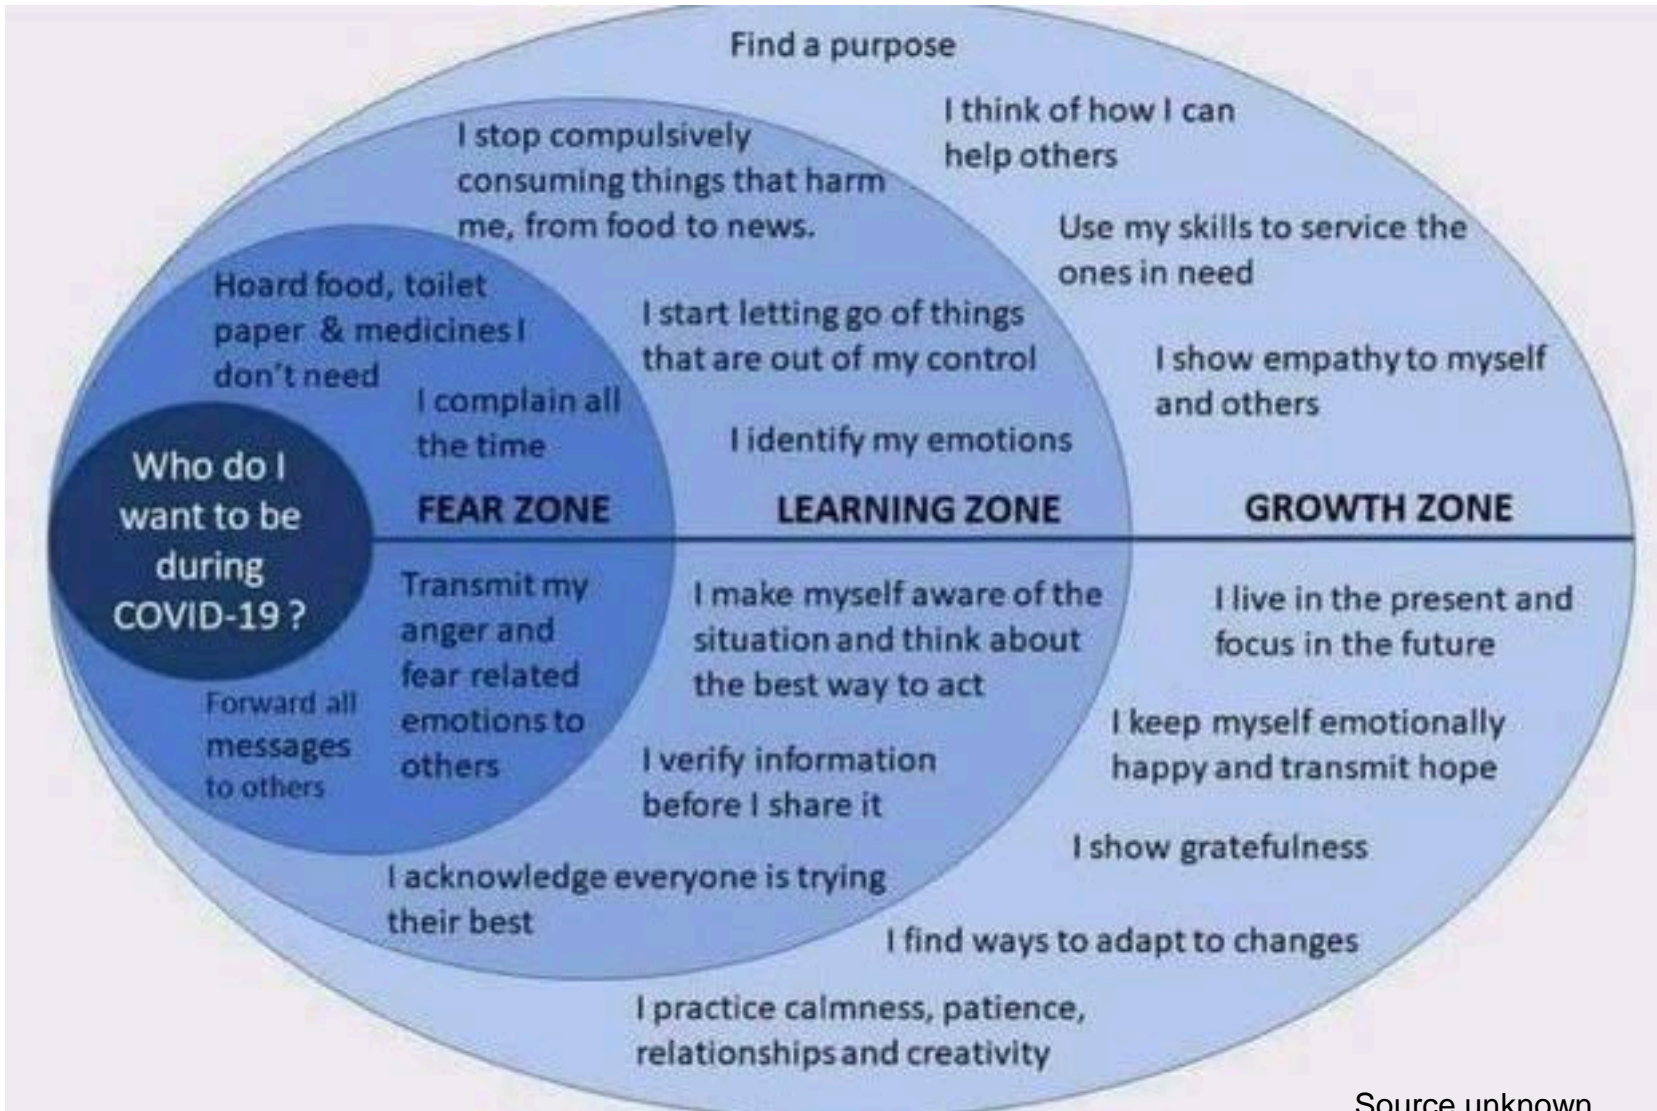 Find a purpose
I think of how I can
help others
Use my skills to service the
ones in need
I show empathy to myself
and others
GROWTH ZONE
I live in the present and
focus in the future
I keep myself emotionally
happy and transmit hope
I show gratefulness
I find ways to adapt to changes
I practice calmness, patience,
relationships and creativity
I stop compulsively
consuming things that harm
me, from food to news.
I start letting go of things
that are out of my control
I identify my emotions
LEARNING ZONE
I make myself aware of the
situation and think about
the best way to act
I verify information
before I share it
I acknowledge everyone is trying
their best
Hoard food, toilet
paper & medicines I
don't need
I complain all
the time
FEAR ZONE
Transmit my
anger and
fear related
emotions to
others
Forward all
messages
to others
Who do I
want to be
during
COVID-19 ?
Source unknown